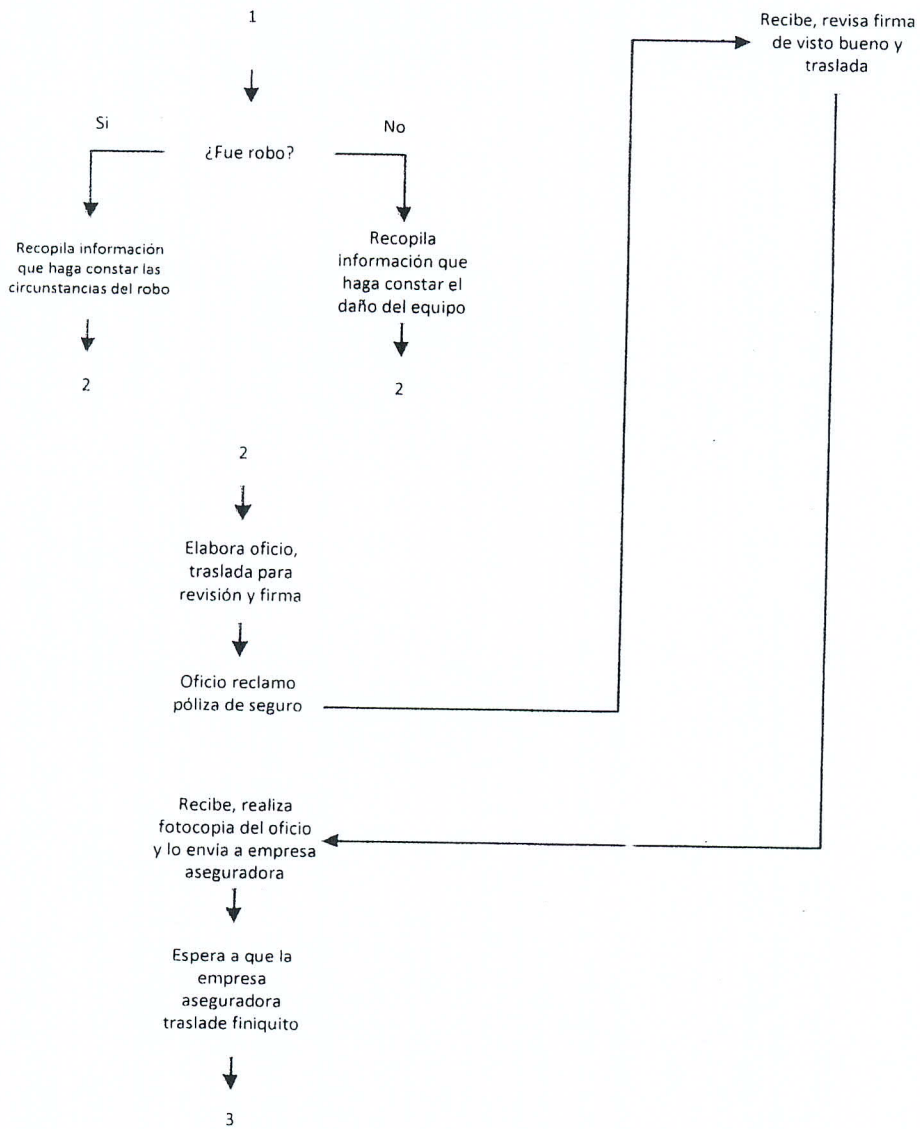 1
Recibe, revisa firma
de visto bueno y
traslada
Si
No
¿Fue robo?
Recopila información
que haga constar las
circunstancias del robo
Recopila
información que
haga constar el
daño del equipo
2
2
2
Elabora oficio,
traslada para
revisión y firma
Oficio reclamo
póliza de seguro
Recibe, realiza
fotocopia del oficio
y lo envía a empresa
aseguradora
Espera a que la
empresa
aseguradora
traslade finiquito
3